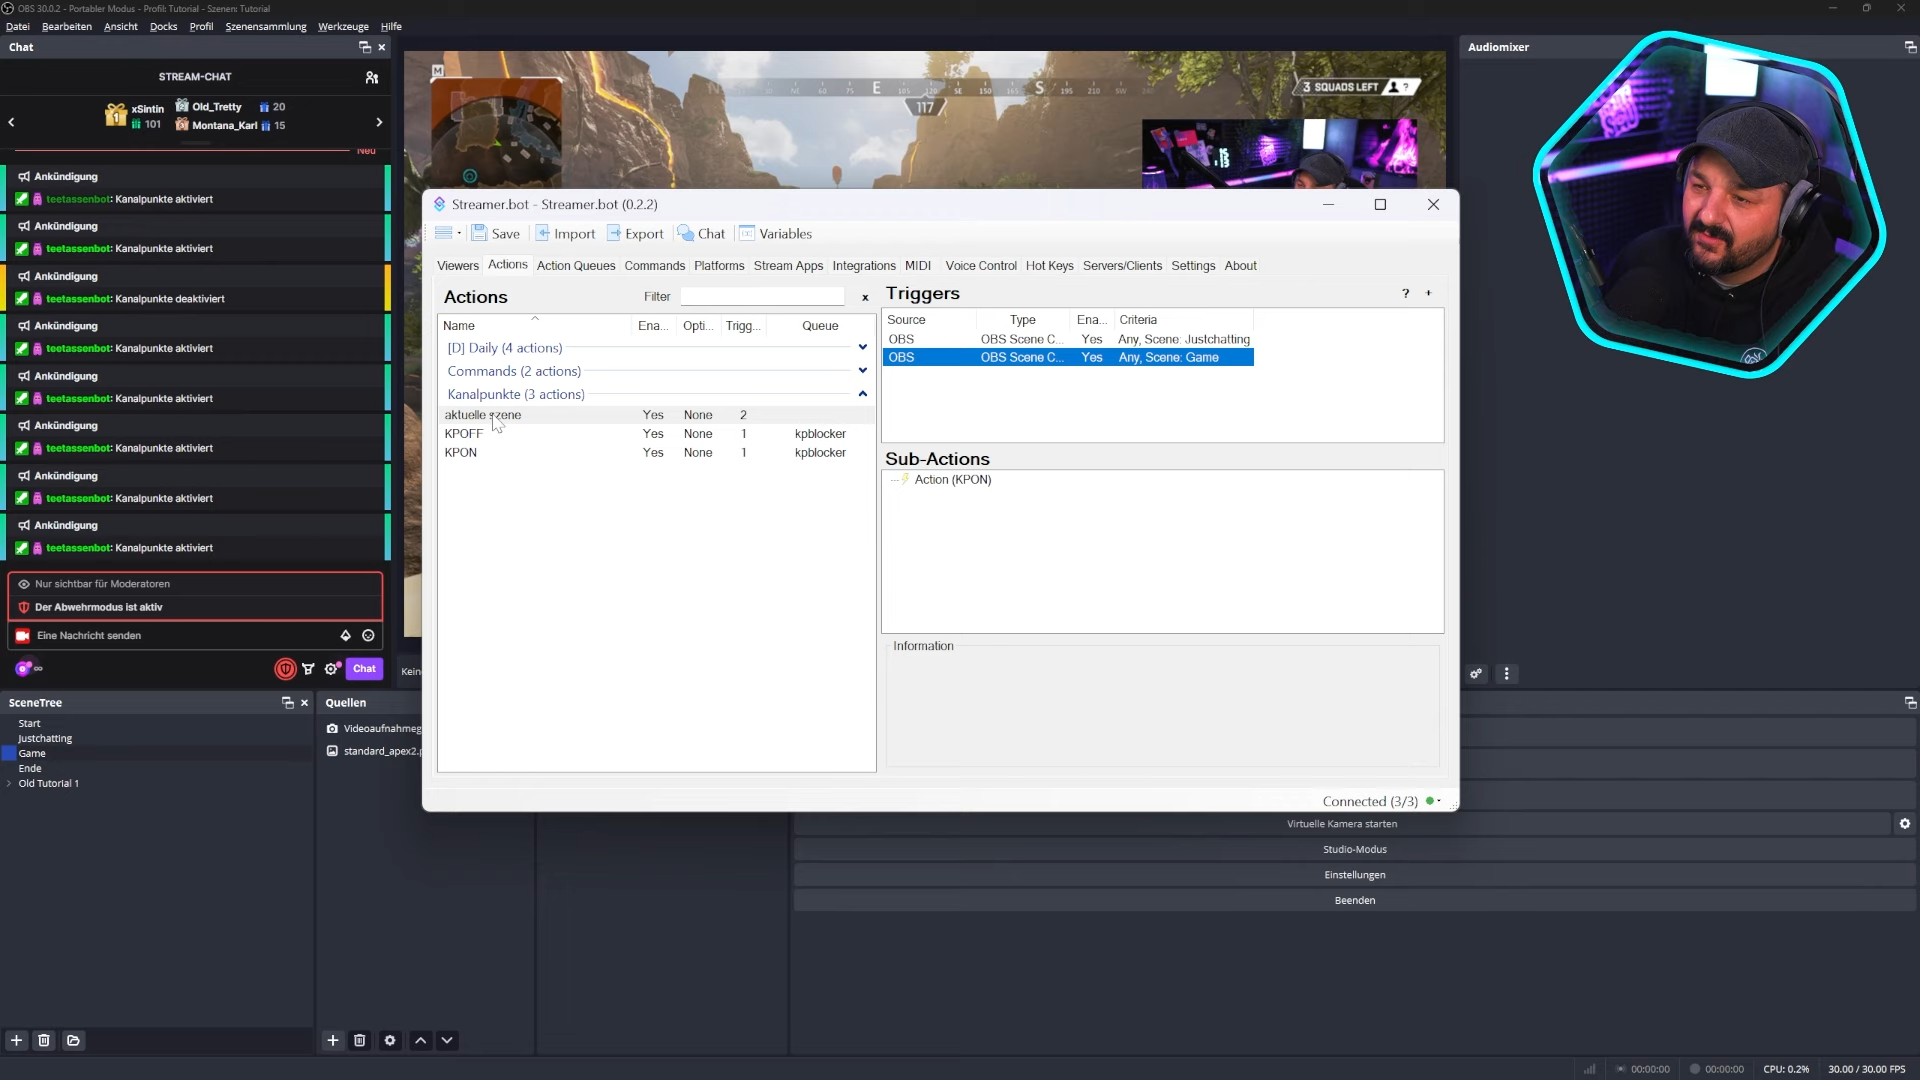 OBS 30.0.2 - Portabler Modus - Profil: Tutorial - Szenen: Tutorial
Datei Bearbeiten Ansicht Docks Profil Szenensammlung Werkzeuge Hilfe
Chat
STREAM-CHAT
xSintin 101
Old_Tretty 20
Montana_Karl 15
Neu
Ankündigung
teetassenbot: Kanalpunkte aktiviert
Ankündigung
teetassenbot: Kanalpunkte aktiviert
Ankündigung
teetassenbot: Kanalpunkte deaktiviert
Ankündigung
teetassenbot: Kanalpunkte aktiviert
Ankündigung
teetassenbot: Kanalpunkte aktiviert
Ankündigung
teetassenbot: Kanalpunkte aktiviert
Ankündigung
teetassenbot: Kanalpunkte aktiviert
Ankündigung
teetassenbot: Kanalpunkte aktiviert
Nur sichtbar für Moderatoren
Der Abwehrmodus ist aktiv
Eine Nachricht senden
Chat
SceneTree
Start
Justchatting
Game
Ende
Old Tutorial 1
Quellen
Videoaufnahmeg
standard_apex2.p
Kein
M
E SE S SW
117
3 SQUADS LEFT ?
Streamer.bot - Streamer.bot (0.2.2)
Save Import Export Chat Variables
Viewers Actions Action Queues Commands Platforms Stream Apps Integrations MIDI Voice Control Hot Keys Servers/Clients Settings About
Actions Filter x
Name Ena... Opti... Trigg... Queue
[D] Daily (4 actions)
Commands (2 actions)
Kanalpunkte (3 actions)
aktuelle szene Yes None 2
KPOFF Yes None 1 kpblocker
KPON Yes None 1 kpblocker
Triggers ? +
Source Type Ena... Criteria
OBS OBS Scene C... Yes Any, Scene: Justchatting
OBS OBS Scene C... Yes Any, Scene: Game
Sub-Actions
Action (KPON)
Information
Connected (3/3)
Audiomixer
Virtuelle Kamera starten
Studio-Modus
Einstellungen
Beenden
00:00:00 00:00:00 CPU: 0.2% 30.00 / 30.00 FPS